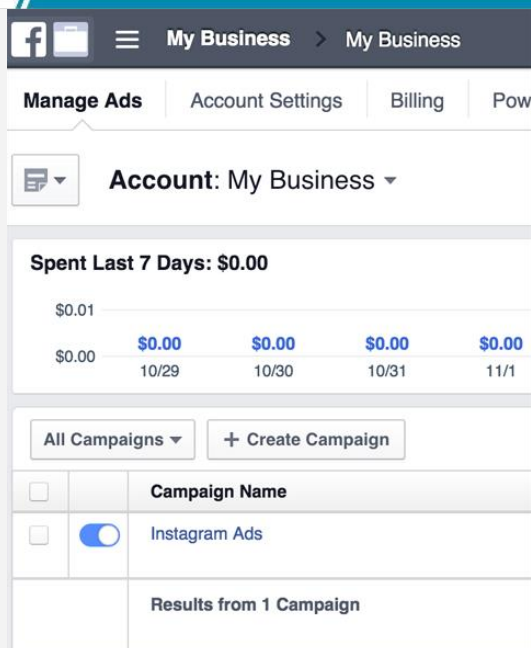 f My Business > My Business
Manage Ads Account Settings Billing Pow
Account: My Business
Spent Last 7 Days: $0.00
$0.01
$0.00 $0.00 $0.00 $0.00 $0.00
10/29 10/30 10/31 11/1
All Campaigns + Create Campaign
Campaign Name
Instagram Ads
Results from 1 Campaign